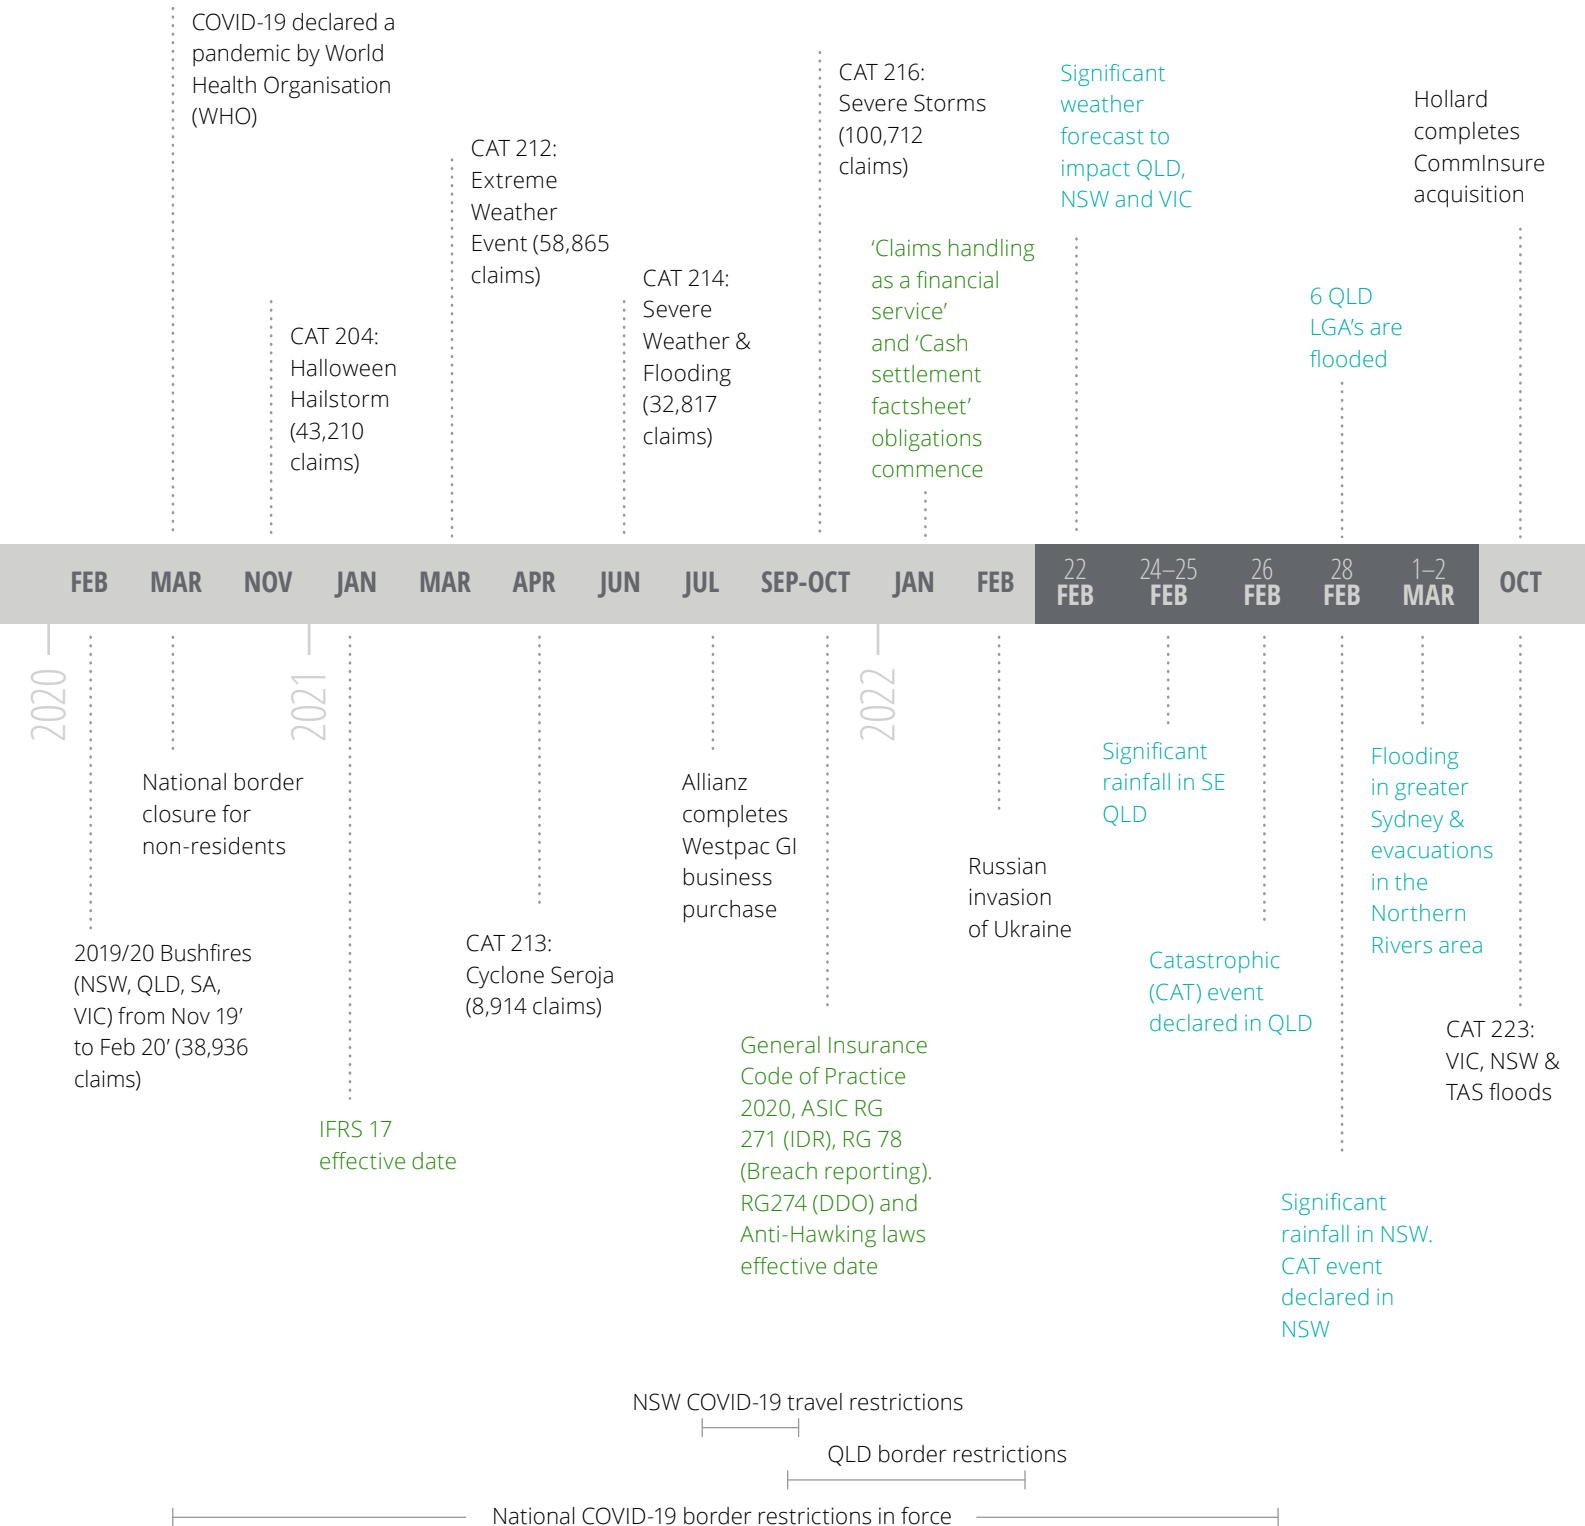 COVID-19 declared a
pandemic by World
Health Organisation
(WHO)
CAT 204:
Halloween
Hailstorm
(43,210
claims)
CAT 212:
Extreme
Weather
Event (58,865
claims)
CAT 214:
Severe
Weather &
Flooding
(32,817
claims)
CAT 216:
Severe Storms
(100,712
claims)
‘Claims handling
as a financial
service’
and ‘Cash
settlement
factsheet’
obligations
commence
Significant
weather
forecast to
impact QLD,
NSW and VIC
6 QLD
LGA’s are
flooded
Hollard
completes
CommInsure
acquisition
FEB MAR NOV JAN MAR APR JUN JUL SEP-OCT JAN FEB 22 FEB 24–25 FEB 26 FEB 28 FEB 1–2 MAR OCT
2020
2021
2022
2019/20 Bushfires
(NSW, QLD, SA,
VIC) from Nov 19’
to Feb 20’ (38,936
claims)
National border
closure for
non-residents
IFRS 17
effective date
CAT 213:
Cyclone Seroja
(8,914 claims)
Allianz
completes
Westpac GI
business
purchase
General Insurance
Code of Practice
2020, ASIC RG
271 (IDR), RG 78
(Breach reporting).
RG274 (DDO) and
Anti-Hawking laws
effective date
Russian
invasion
of Ukraine
Significant
rainfall in SE
QLD
Catastrophic
(CAT) event
declared in QLD
Significant
rainfall in NSW.
CAT event
declared in
NSW
Flooding
in greater
Sydney &
evacuations
in the
Northern
Rivers area
CAT 223:
VIC, NSW &
TAS floods
NSW COVID-19 travel restrictions
QLD border restrictions
National COVID-19 border restrictions in force